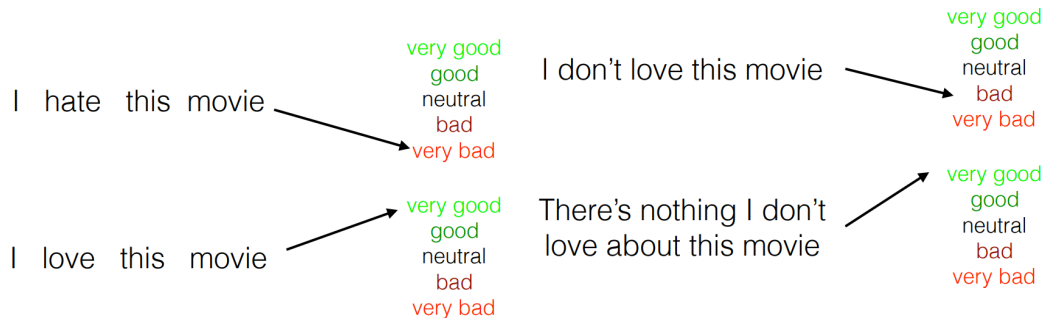 I hate this movie
very good
good
neutral
bad
very bad
I love this movie
very good
good
neutral
bad
very bad
I don't love this movie
very good
good
neutral
bad
very bad
There's nothing I don't
love about this movie
very good
good
neutral
bad
very bad